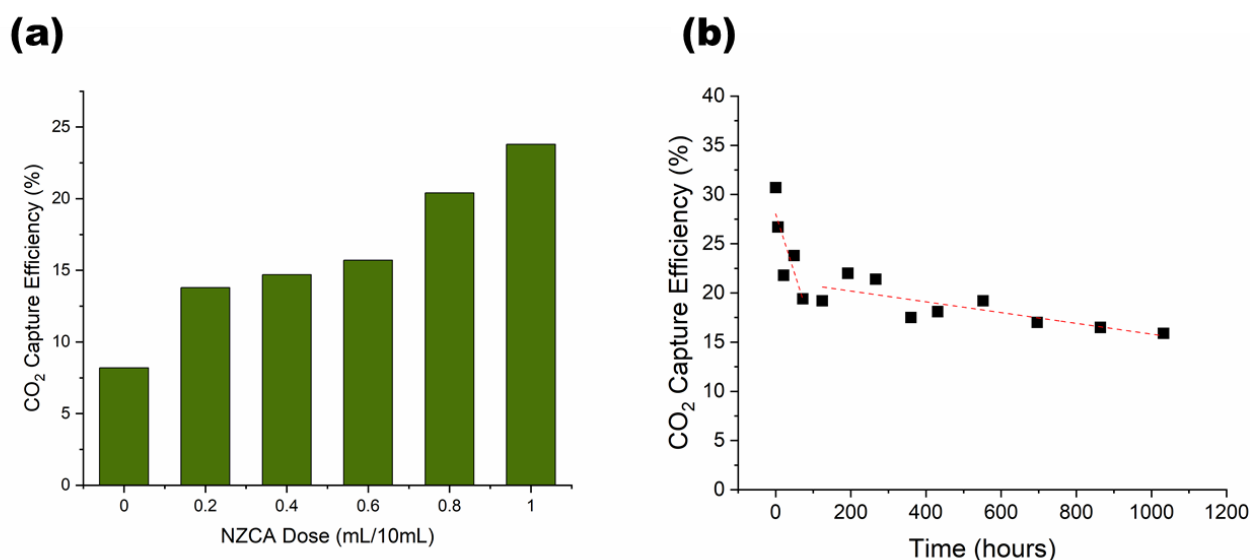 (a)
CO₂ Capture Efficiency (%)
25
20
15
10
5
0
0 0.2 0.4 0.6 0.8 1
NZCA Dose (mL/10mL)
(b)
CO₂ Capture Efficiency (%)
40
35
30
25
20
15
10
5
0
0 200 400 600 800 1000 1200
Time (hours)